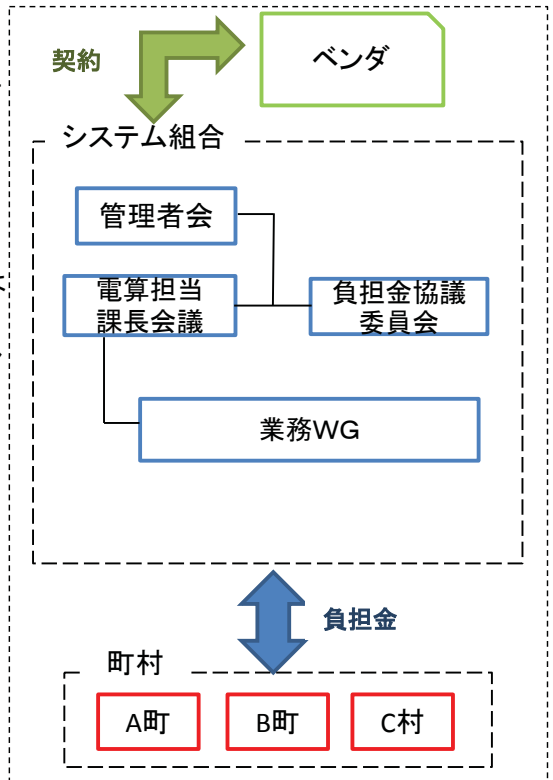 契約
ベンダ
システム組合
管理者会
電算担当
課長会議
負担金協議
委員会
業務WG
負担金
町村
A町
B町
C村